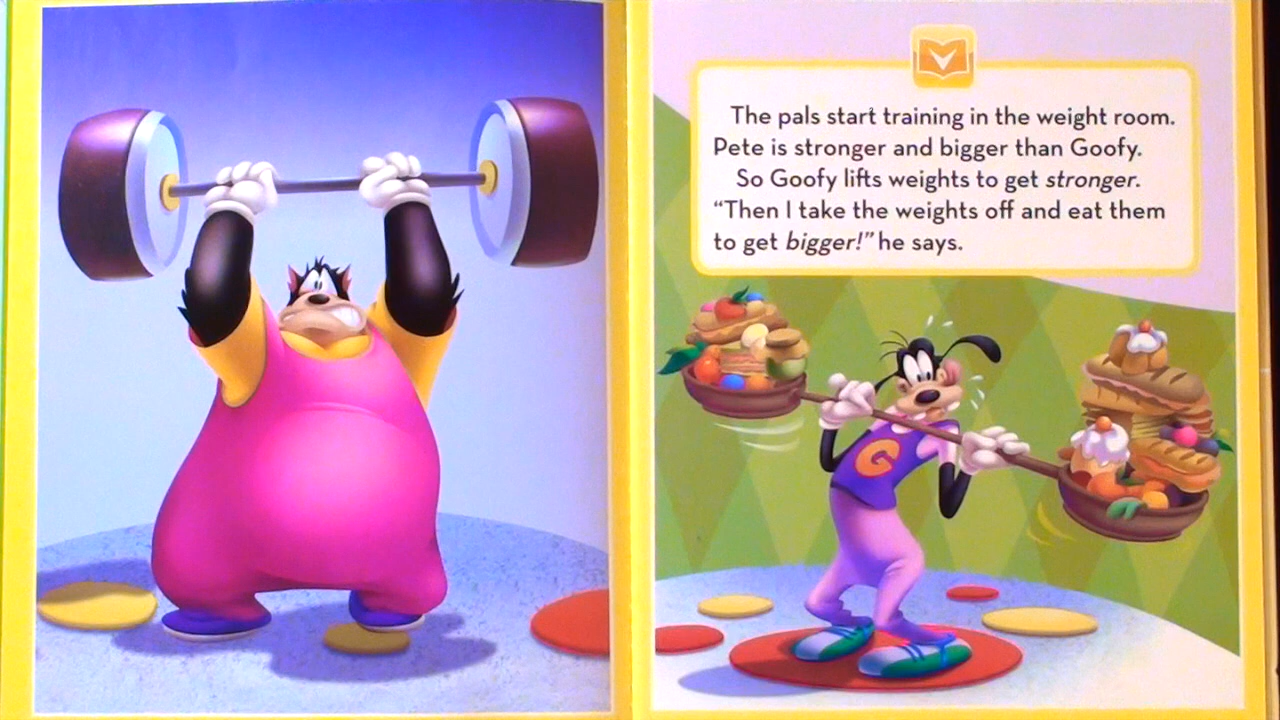 The pals start training in the weight room.
Pete is stronger and bigger than Goofy.
So Goofy lifts weights to get stronger.
“Then I take the weights off and eat them
to get bigger!” he says.
G